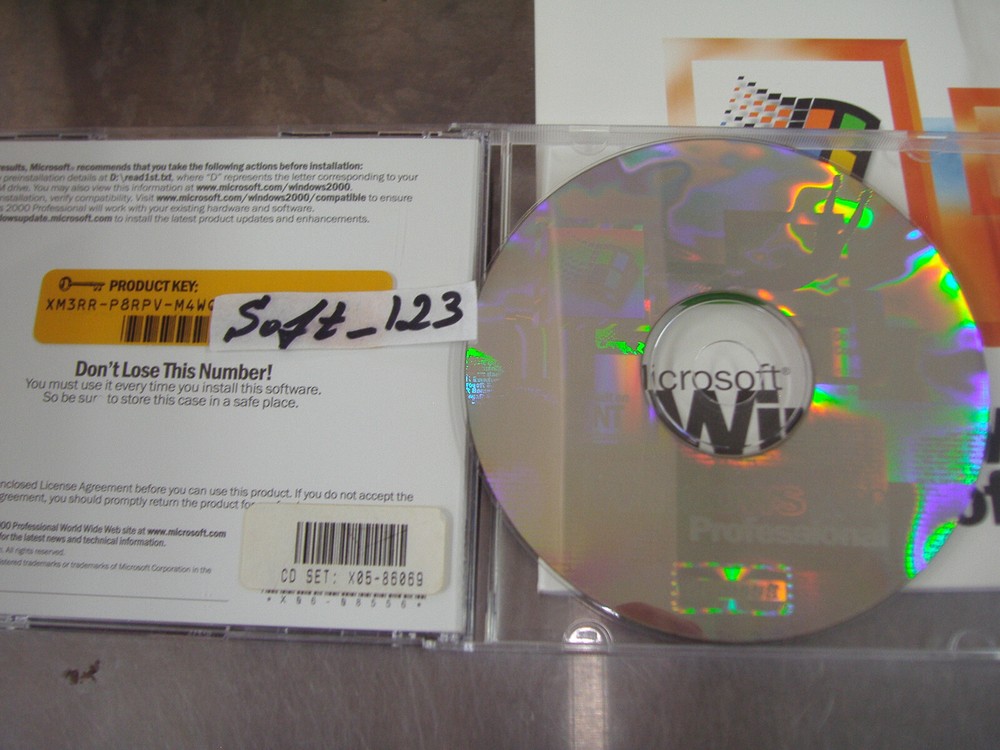 results, Microsoft® recommends that you take the following actions before installation:
preinstallation details at D:\read1st.txt, where "D" represents the letter corresponding to your
drive. You may also view this information at www.microsoft.com/windows2000.
installation, verify compatibility. Visit www.microsoft.com/windows2000/compatible to ensure
2000 Professional will work with your existing hardware and software.
to install the latest product updates and enhancements.
PRODUCT KEY:
XM3RR-P8RPV-M4W
Soft_123
Don't Lose This Number!
You must use it every time you install this software.
So be sur to store this case in a safe place.
enclosed License Agreement before you can use this product. If you do not accept the
agreement, you should promptly return the product for
Professional World Wide Web site at www.microsoft.com
for the latest news and technical information.
All rights reserved.
trademarks or trademarks of Microsoft Corporation in the
CD SET: X05-86069
*X06-08556*
Microsoft®
Wi
Professional